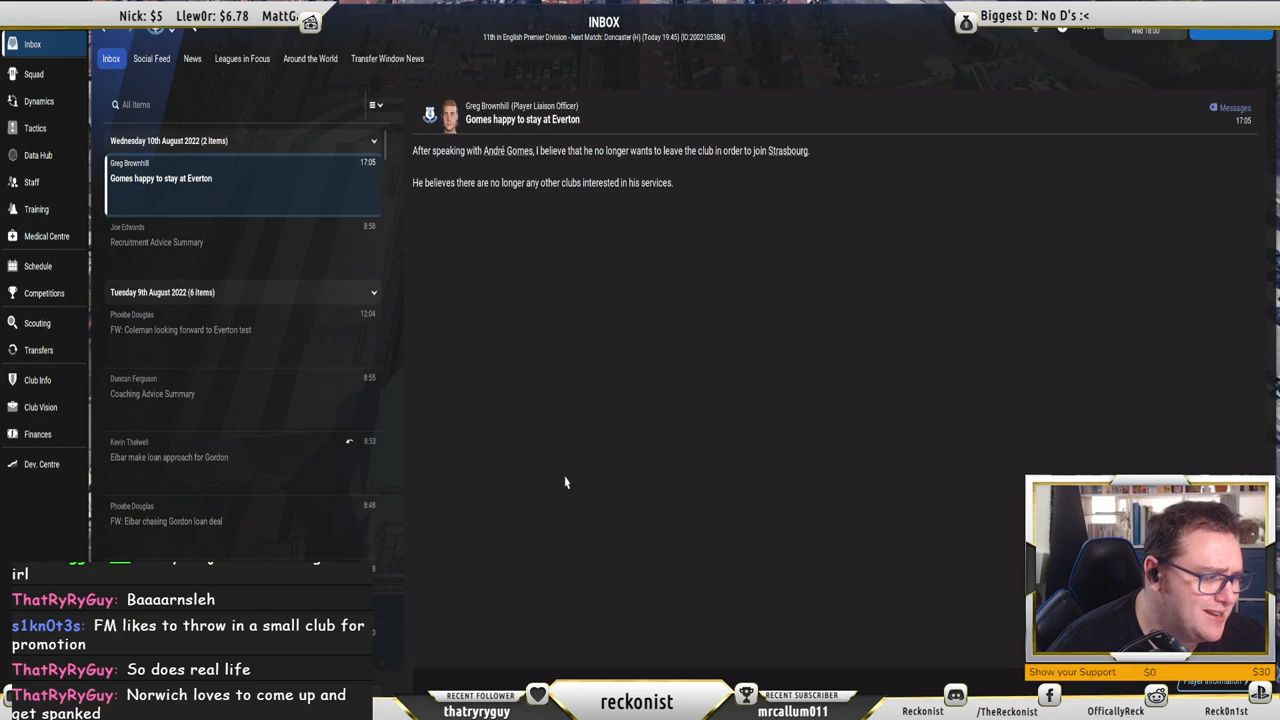 Nick: $5 Llew0r: $6.78 MattG
Biggest D: No D's :<
INBOX
11th in English Premier Division - Next Match: Doncaster (H) (Today 19:45) (ID:2002105384)
Wed 18:00
Inbox
Squad
Dynamics
Tactics
Data Hub
Staff
Training
Medical Centre
Schedule
Competitions
Scouting
Transfers
Club Info
Club Vision
Finances
Dev. Centre
Inbox Social Feed News Leagues in Focus Around the World Transfer Window News
All Items
Wednesday 10th August 2022 (2 items)
Greg Brownhill 17:05
Gomes happy to stay at Everton
Joe Edwards 8:58
Recruitment Advice Summary
Tuesday 9th August 2022 (6 items)
Phoebe Douglas 12:04
FW: Coleman looking forward to Everton test
Duncan Ferguson 8:55
Coaching Advice Summary
Kevin Thelwell 8:53
Eibar make loan approach for Gordon
Phoebe Douglas 8:48
FW: Eibar chasing Gordon loan deal
Greg Brownhill (Player Liaison Officer)
Gomes happy to stay at Everton
Messages
17:05
After speaking with André Gomes, I believe that he no longer wants to leave the club in order to join Strasbourg.
He believes there are no longer any other clubs interested in his services.
irl
ThatRyRyGuy: Baaaarnsleh
s1kn0t3s: FM likes to throw in a small club for
promotion
ThatRyRyGuy: So does real life
ThatRyRyGuy: Norwich loves to come up and
get spanked
Show your Support $0 $30
Player Information
RECENT FOLLOWER
thatryryguy
reckonist
RECENT SUBSCRIBER
mrcallum011
Reckonist
/TheReckonist
OfficallyReck
Reck0n1st